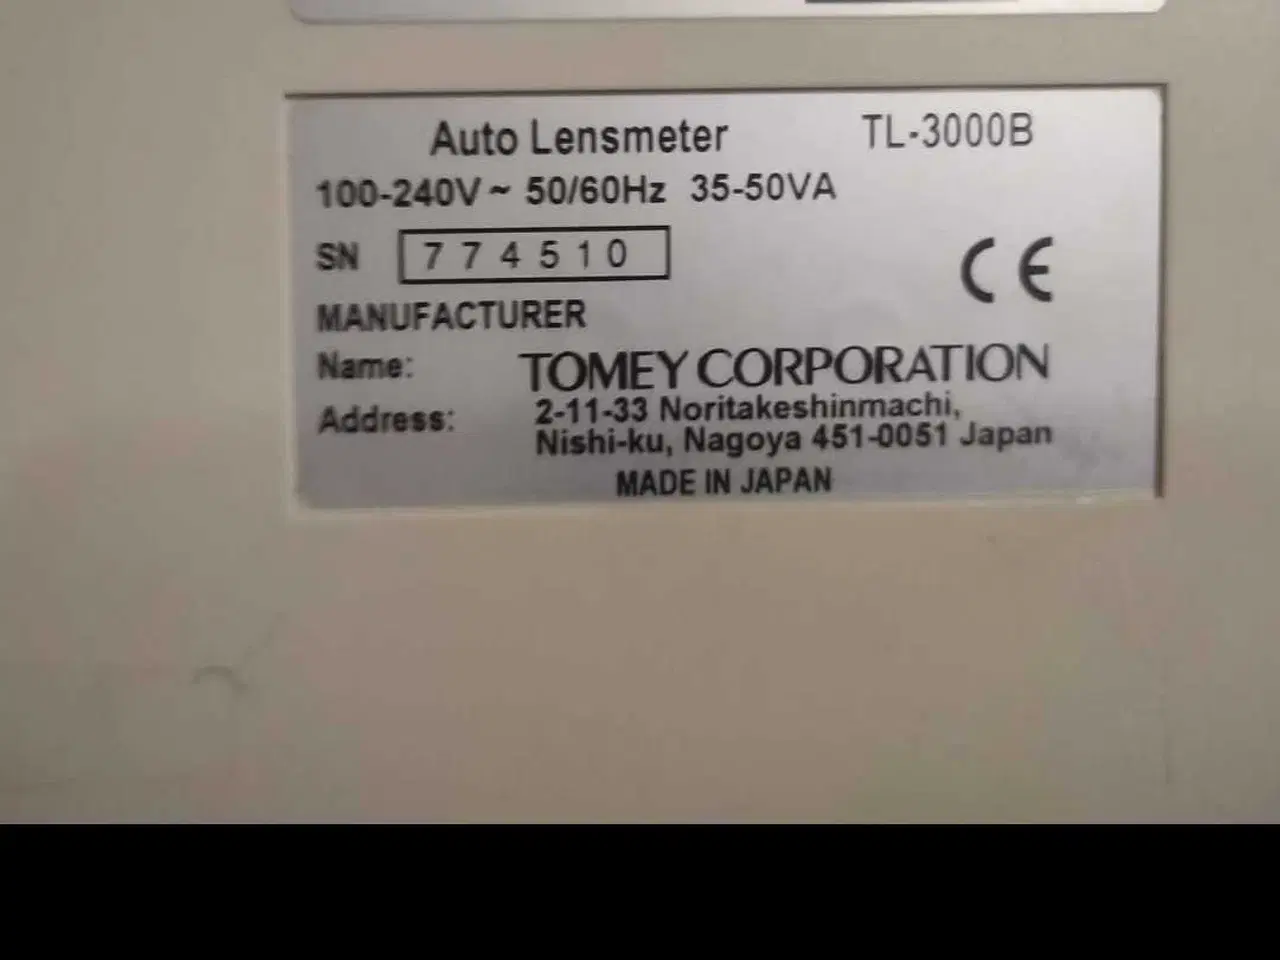 Auto Lensmeter TL-3000B
100-240V ~ 50/60Hz 35-50VA
SN 774510
CE
MANUFACTURER
Name: TOMEY CORPORATION
Address: 2-11-33 Noritakeshinmachi,
Nishi-ku, Nagoya 451-0051 Japan
MADE IN JAPAN